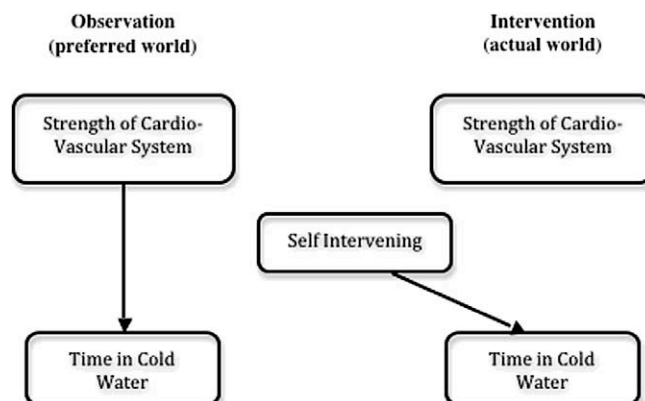 Observation
(preferred world)
Intervention
(actual world)
Strength of Cardio-
Vascular System
Strength of Cardio-
Vascular System
Self Intervening
Time in Cold
Water
Time in Cold
Water